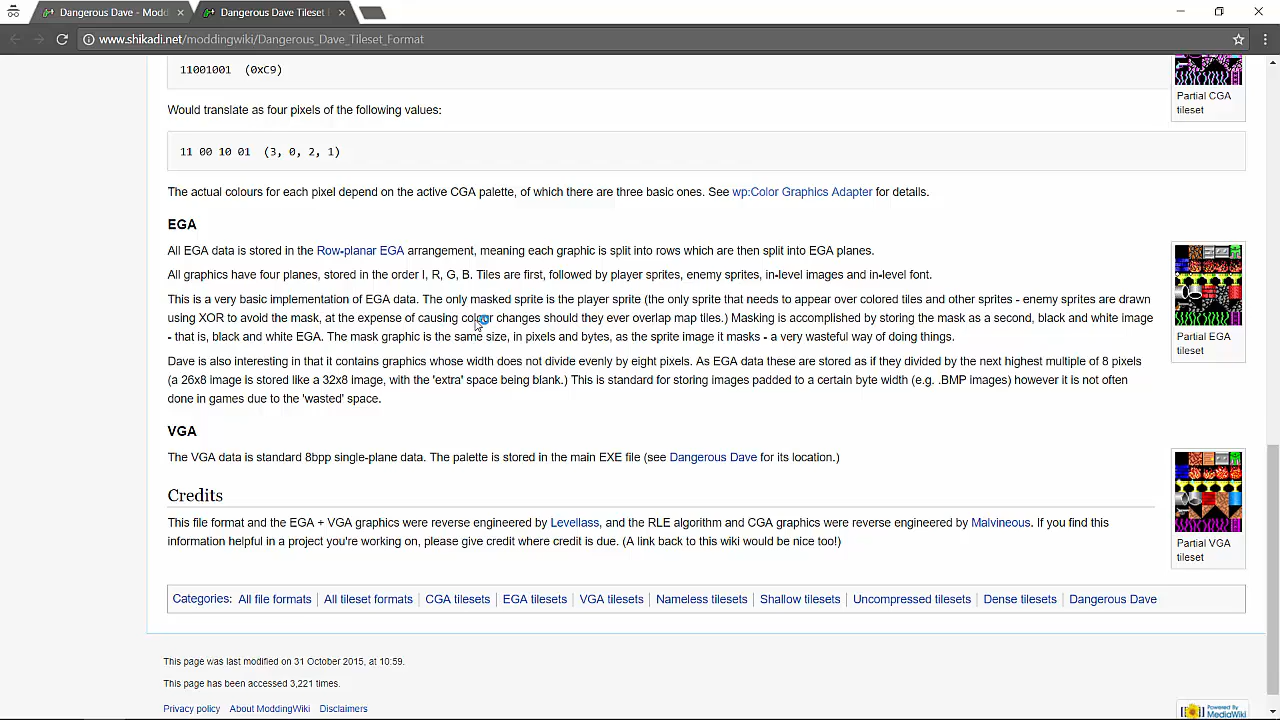 Dangerous Dave - Modd
Dangerous Dave Tileset
www.shikadi.net/moddingwiki/Dangerous_Dave_Tileset_Format
11001001 (0xC9)
Partial CGA
tileset
Would translate as four pixels of the following values:
11 00 10 01 (3, 0, 2, 1)
The actual colours for each pixel depend on the active CGA palette, of which there are three basic ones. See wp:Color Graphics Adapter for details.
EGA
All EGA data is stored in the Row-planar EGA arrangement, meaning each graphic is split into rows which are then split into EGA planes.
All graphics have four planes, stored in the order I, R, G, B. Tiles are first, followed by player sprites, enemy sprites, in-level images and in-level font.
This is a very basic implementation of EGA data. The only masked sprite is the player sprite (the only sprite that needs to appear over colored tiles and other sprites - enemy sprites are drawn
using XOR to avoid the mask, at the expense of causing colour changes should they ever overlap map tiles.) Masking is accomplished by storing the mask as a second, black and white image
- that is, black and white EGA. The mask graphic is the same size, in pixels and bytes, as the sprite image it masks - a very wasteful way of doing things.
Partial EGA
tileset
Dave is also interesting in that it contains graphics whose width does not divide evenly by eight pixels. As EGA data these are stored as if they divided by the next highest multiple of 8 pixels
(a 26x8 image is stored like a 32x8 image, with the 'extra' space being blank.) This is standard for storing images padded to a certain byte width (e.g. .BMP images) however it is not often
done in games due to the 'wasted' space.
VGA
The VGA data is standard 8bpp single-plane data. The palette is stored in the main EXE file (see Dangerous Dave for its location.)
Credits
This file format and the EGA + VGA graphics were reverse engineered by Levellass, and the RLE algorithm and CGA graphics were reverse engineered by Malvineous. If you find this
information helpful in a project you're working on, please give credit where credit is due. (A link back to this wiki would be nice too!)
Partial VGA
tileset
Categories: All file formats | All tileset formats | CGA tilesets | EGA tilesets | VGA tilesets | Nameless tilesets | Shallow tilesets | Uncompressed tilesets | Dense tilesets | Dangerous Dave
This page was last modified on 31 October 2015, at 10:59.
This page has been accessed 3,221 times.
Privacy policy About ModdingWiki Disclaimers
Powered By
MediaWiki